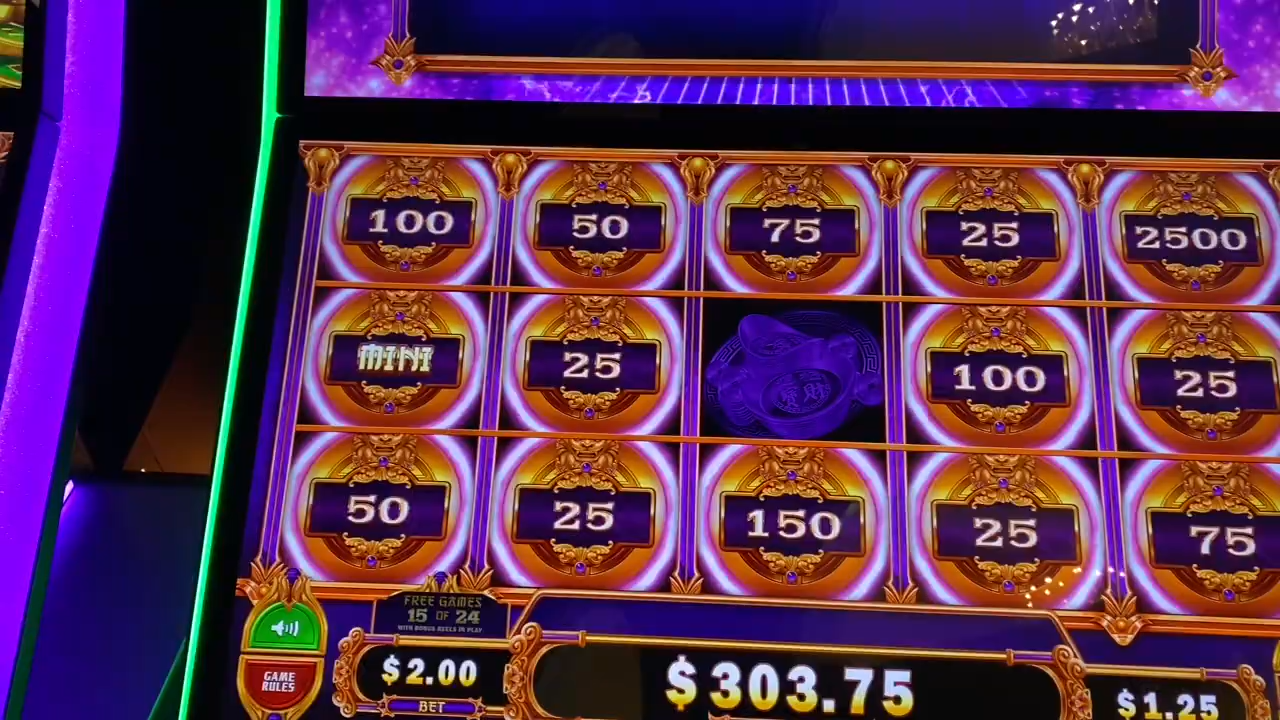 100 50 75 25 2500
MINI 25 100 25
50 25 150 25 75
FREE GAMES
15 OF 24
WITH BONUS REELS IN PLAY
GAME
RULES
$2.00
BET
$303.75
$1.25